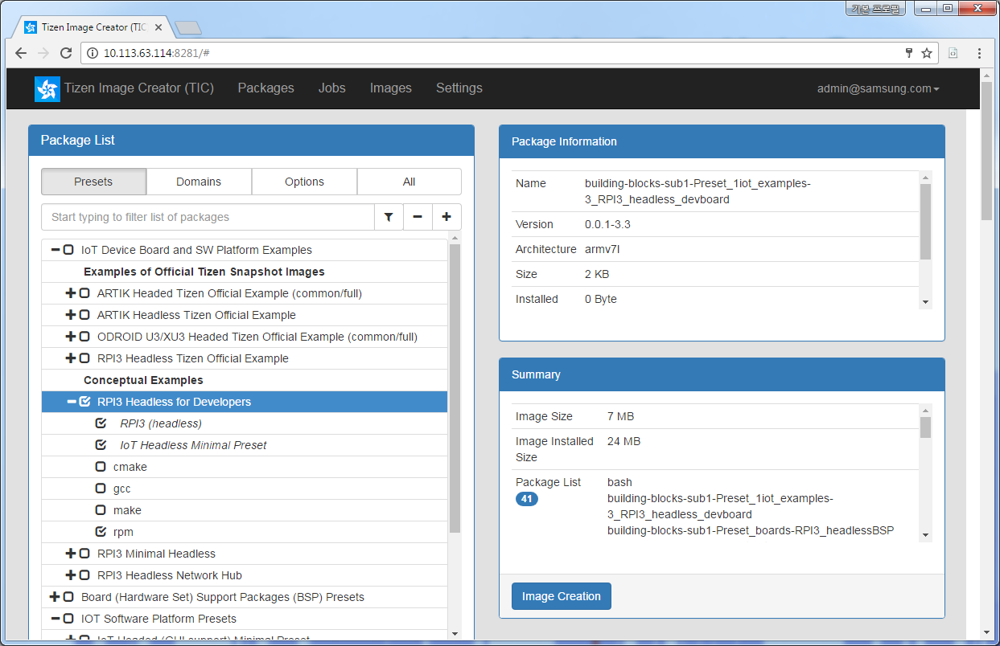 기본 프로필
Tizen Image Creator (TIC
10.113.63.114:8281/#
Tizen Image Creator (TIC) Packages Jobs Images Settings admin@samsung.com
Package List
Presets Domains Options All
Start typing to filter list of packages
IoT Device Board and SW Platform Examples
Examples of Official Tizen Snapshot Images
ARTIK Headed Tizen Official Example (common/full)
ARTIK Headless Tizen Official Example
ODROID U3/XU3 Headed Tizen Official Example (common/full)
RPI3 Headless Tizen Official Example
Conceptual Examples
RPI3 Headless for Developers
RPI3 (headless)
IoT Headless Minimal Preset
cmake
gcc
make
rpm
RPI3 Minimal Headless
RPI3 Headless Network Hub
Board (Hardware Set) Support Packages (BSP) Presets
IOT Software Platform Presets
IoT Headed (GUI support) Minimal Preset
Package Information
Name building-blocks-sub1-Preset_1iot_examples-
3_RPI3_headless_devboard
Version 0.0.1-3.3
Architecture armv7l
Size 2 KB
Installed 0 Byte
Summary
Image Size 7 MB
Image Installed 24 MB
Size
Package List bash
41 building-blocks-sub1-Preset_1iot_examples-
3_RPI3_headless_devboard
building-blocks-sub1-Preset_boards-RPI3_headlessBSP
Image Creation